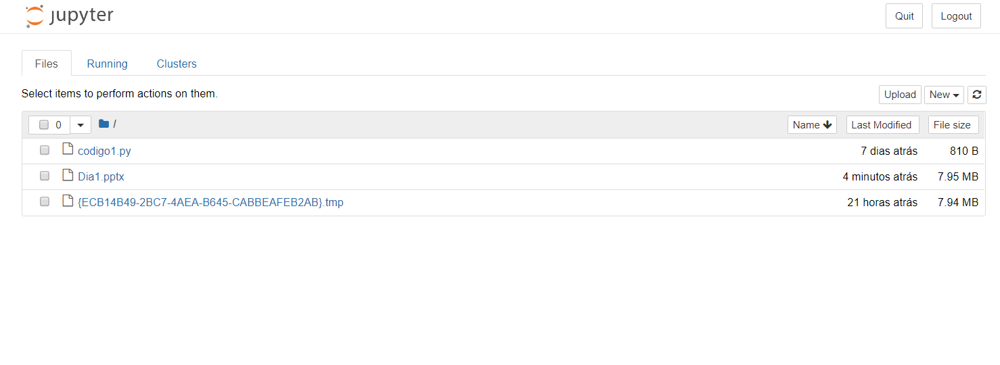 jupyter
Quit Logout
Files Running Clusters
Select items to perform actions on them.
Upload New
0 / Name Last Modified File size
codigo1.py 7 dias atrás 810 B
Dia1.pptx 4 minutos atrás 7.95 MB
{ECB14B49-2BC7-4AEA-B645-CABBEAFEB2AB}.tmp 21 horas atrás 7.94 MB